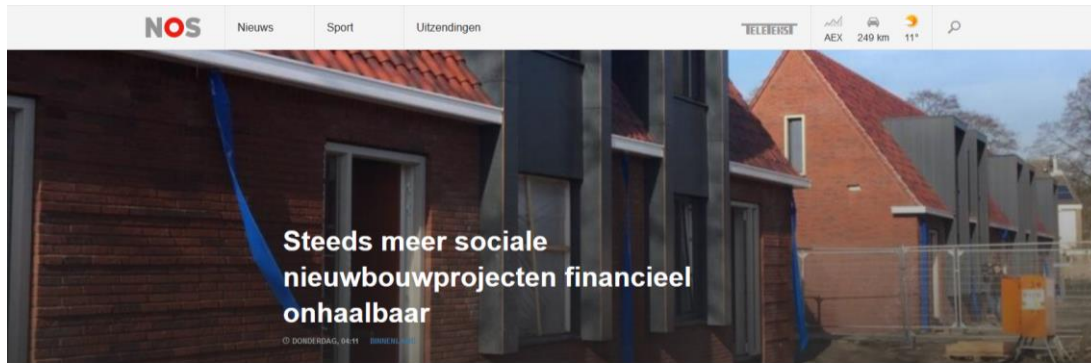 NOS Nieuws Sport Uitzendingen TELETEKST AEX 249 km 11°
Steeds meer sociale
nieuwbouwprojecten financieel
onhaalbaar
DONDERDAG, 04:11 BINNENLAND